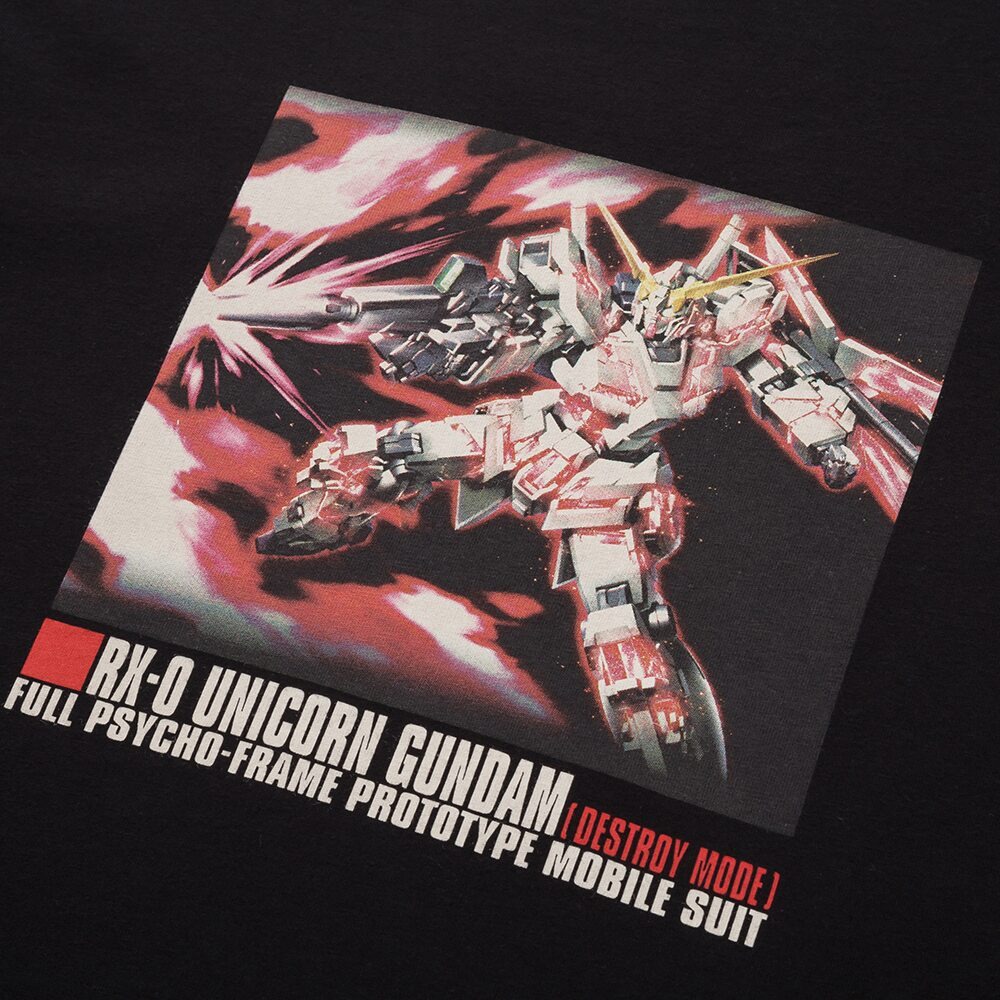 RX-0 UNICORN GUNDAM [DESTROY MODE]
FULL PSYCHO-FRAME PROTOTYPE MOBILE SUIT